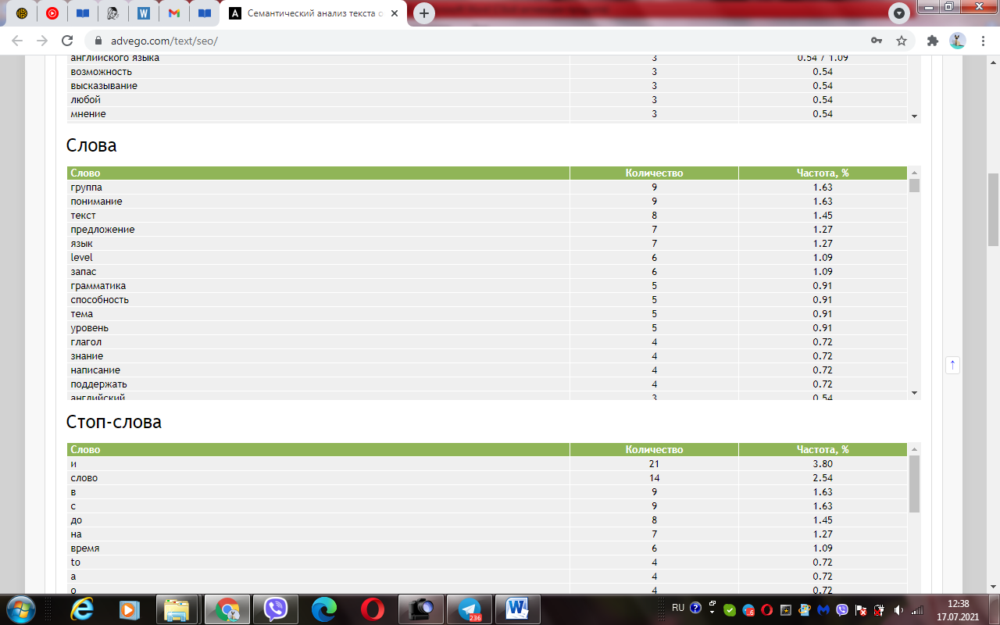 Семантический анализ текста о
advego.com/text/seo/
английского языка 3 0.54 / 1.09
возможность 3 0.54
высказывание 3 0.54
любой 3 0.54
мнение 3 0.54
Слова
Слово Количество Частота, %
группа 9 1.63
понимание 9 1.63
текст 8 1.45
предложение 7 1.27
язык 7 1.27
level 6 1.09
запас 6 1.09
грамматика 5 0.91
способность 5 0.91
тема 5 0.91
уровень 5 0.91
глагол 4 0.72
знание 4 0.72
написание 4 0.72
поддержать 4 0.72
английский 3 0.54
Стоп-слова
Слово Количество Частота, %
и 21 3.80
слово 14 2.54
в 9 1.63
с 9 1.63
до 8 1.45
на 7 1.27
время 6 1.09
to 4 0.72
а 4 0.72
о 4 0.72
236
RU
12:38
17.07.2021